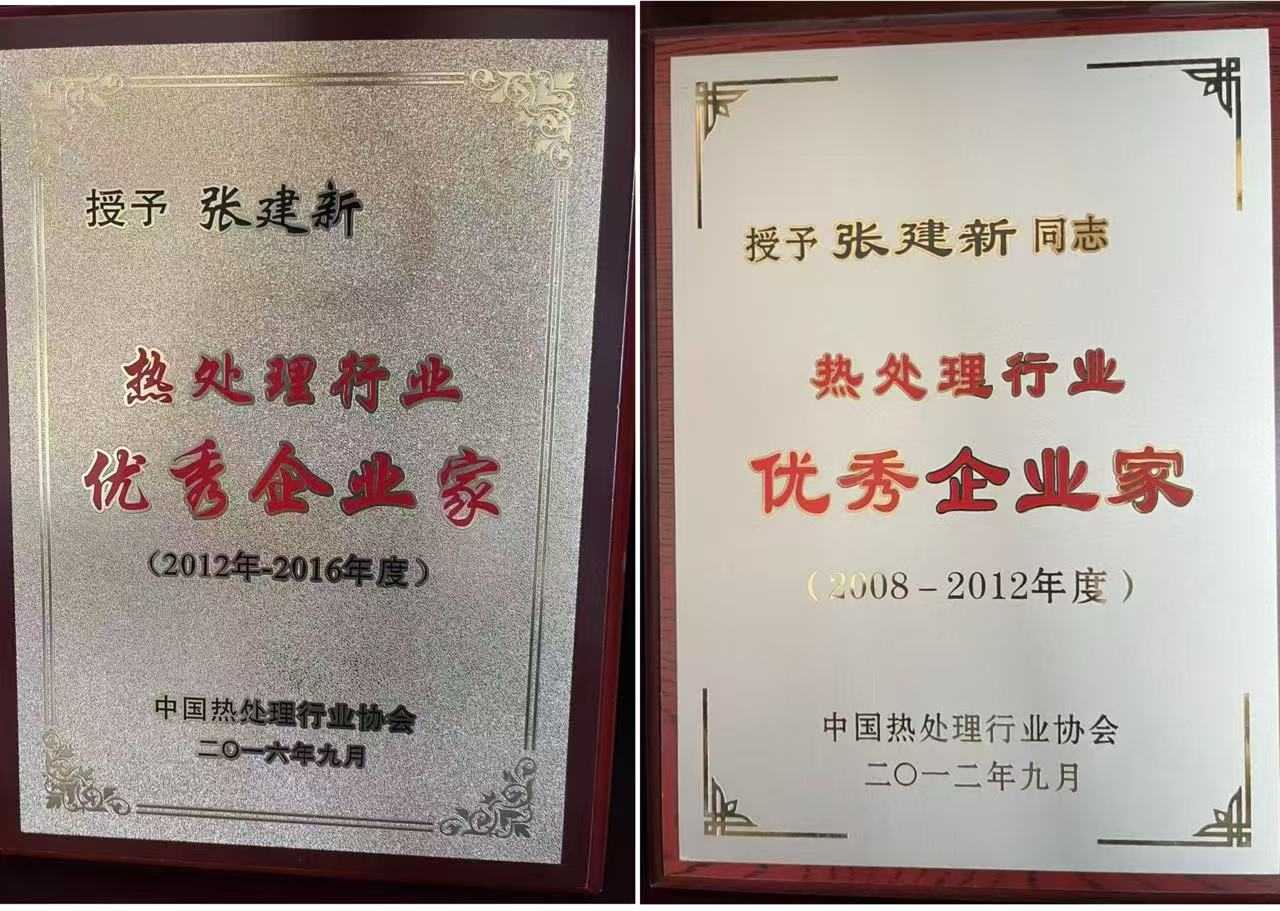 授予 张建新
热处理行业
优秀企业家
（2012年-2016年度）
中国热处理行业协会
二〇一六年九月
授予 张建新 同志
热处理行业
优秀企业家
（2008－2012年度）
中国热处理行业协会
二〇一二年九月